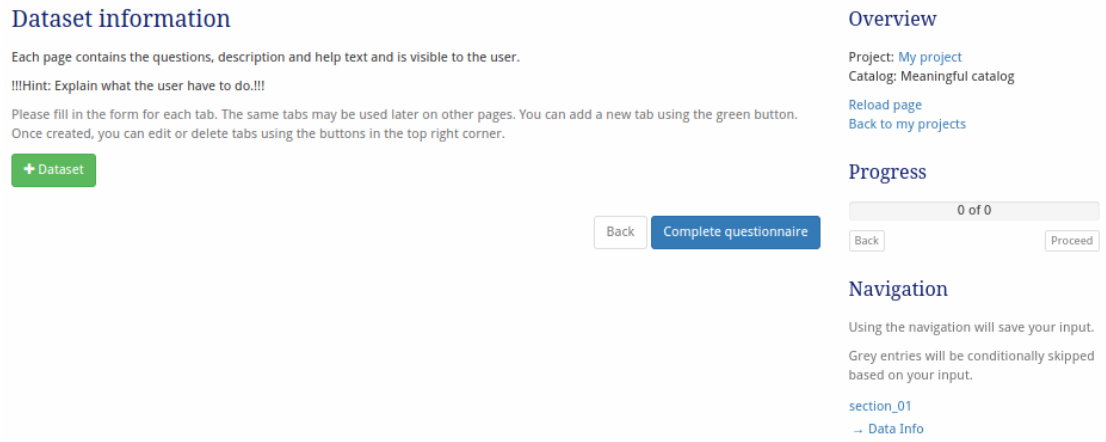 Dataset information
Each page contains the questions, description and help text and is visible to the user.
!!!Hint: Explain what the user have to do.!!!
Please fill in the form for each tab. The same tabs may be used later on other pages. You can add a new tab using the green button.
Once created, you can edit or delete tabs using the buttons in the top right corner.
+ Dataset
Back
Complete questionnaire
Overview
Project: My project
Catalog: Meaningful catalog
Reload page
Back to my projects
Progress
0 of 0
Back
Proceed
Navigation
Using the navigation will save your input.
Grey entries will be conditionally skipped
based on your input.
section_01
→ Data Info